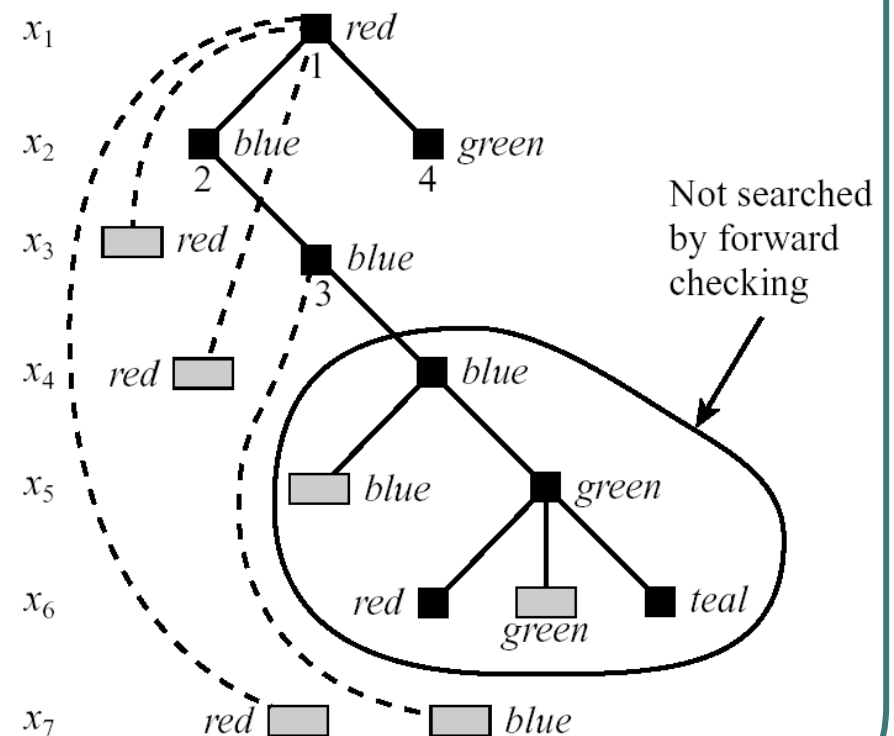 x1 red
1
x2 blue green
2 4
Not searched
by forward
checking
x3 red blue
3
x4 red blue
x5 blue green
x6 red teal
green
x7 red blue